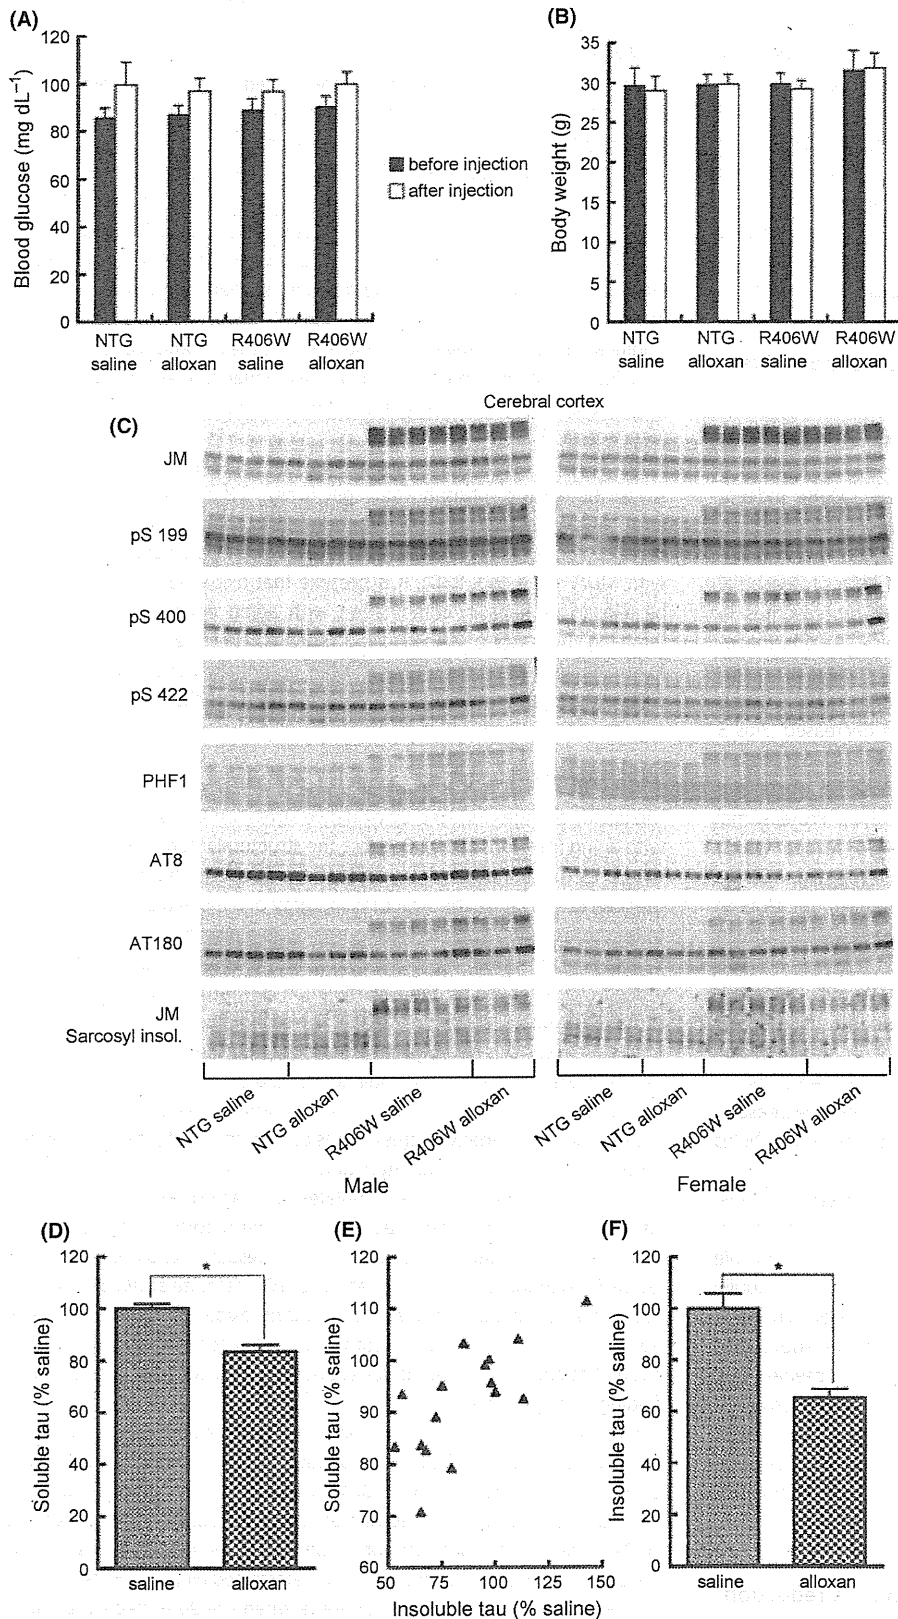 (A)
Blood glucose (mg dL⁻¹)
120
100
80
60
40
20
0
NTG saline
NTG alloxan
R406W saline
R406W alloxan
before injection
after injection
(B)
Body weight (g)
35
30
25
20
15
10
5
0
NTG saline
NTG alloxan
R406W saline
R406W alloxan
Cerebral cortex
(C)
JM
pS 199
pS 400
pS 422
PHF1
AT8
AT180
JM
Sarcosyl insol.
NTG saline
NTG alloxan
R406W saline
R406W alloxan
NTG saline
NTG alloxan
R406W saline
R406W alloxan
Male
Female
(D)
Soluble tau (% saline)
120
100
80
60
40
20
0
*
saline
alloxan
(E)
Soluble tau (% saline)
120
110
100
90
80
70
60
50
75
100
125
150
Insoluble tau (% saline)
(F)
Insoluble tau (% saline)
120
100
80
60
40
20
0
*
saline
alloxan